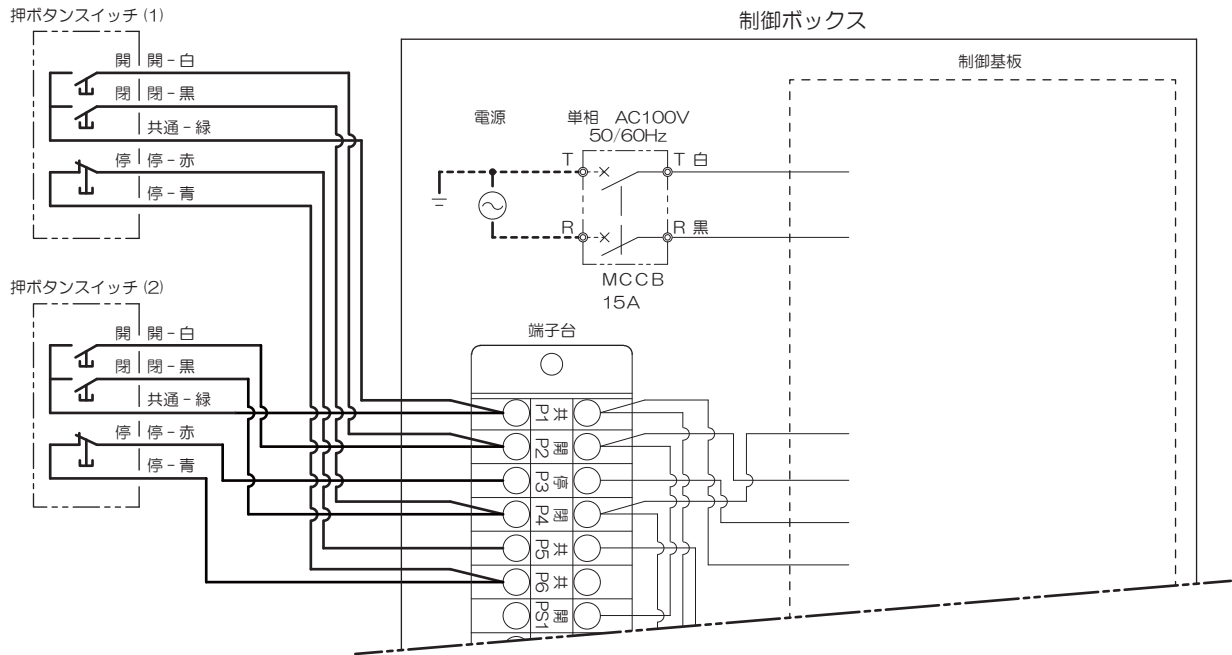 押ボタンスイッチ(1)
開 開-白
閉 閉-黒
共通-緑
停 停-赤
停-青
押ボタンスイッチ(2)
開 開-白
閉 閉-黒
共通-緑
停 停-赤
停-青
制御ボックス
制御基板
電源
単相 AC100V
50/60Hz
T T 白
R R 黒
MCCB
15A
端子台
P1 共
P2 開
P3 停
P4 閉
P5 共
P6 共
PS1 開